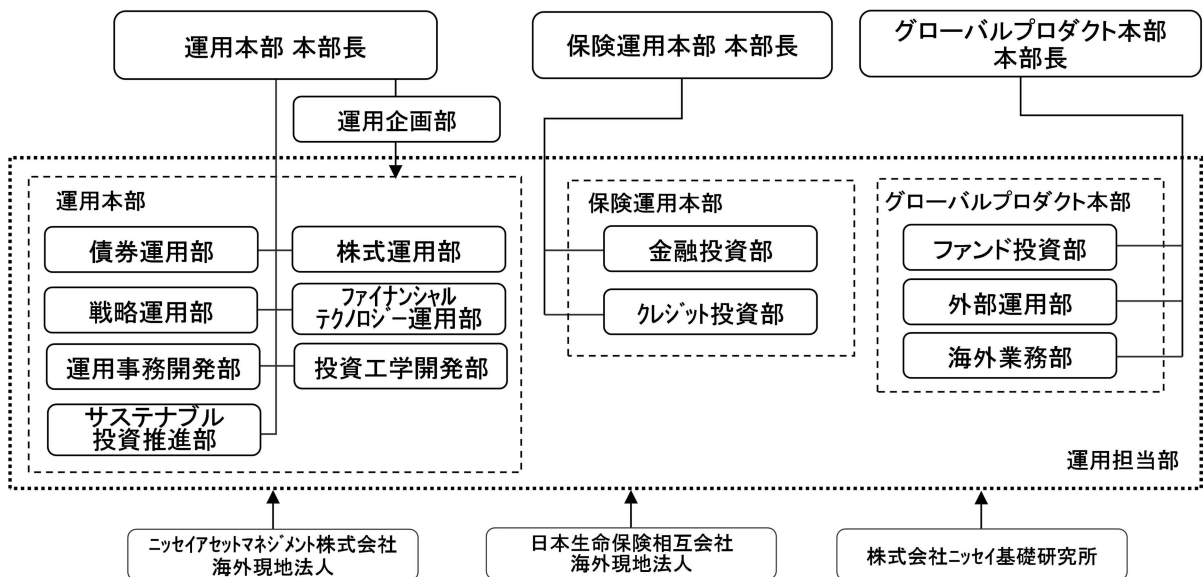 運用本部 本部長
保険運用本部 本部長
グローバルプロダクト本部
本部長
運用企画部
運用本部
債券運用部
株式運用部
戦略運用部
ファイナンシャル
テクノロジー運用部
運用事務開発部
投資工学開発部
サステナブル
投資推進部
保険運用本部
金融投資部
クレジット投資部
グローバルプロダクト本部
ファンド投資部
外部運用部
海外業務部
運用担当部
ニッセイアセットマネジメント株式会社
海外現地法人
日本生命保険相互会社
海外現地法人
株式会社ニッセイ基礎研究所